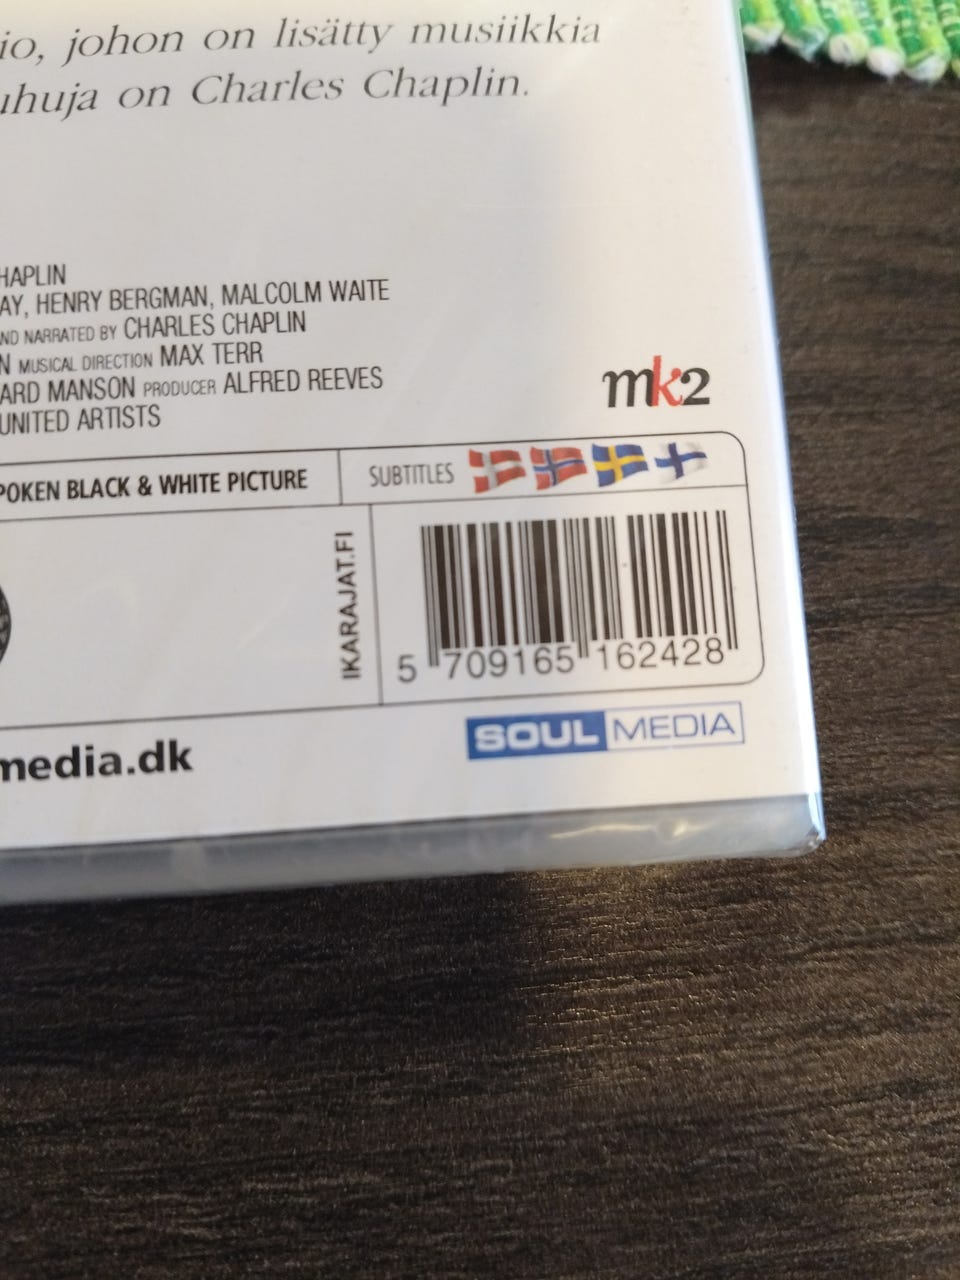 io, johon on lisätty musiikkia
uhuja on Charles Chaplin.
HAPLIN
AY, HENRY BERGMAN, MALCOLM WAITE
ND NARRATED BY CHARLES CHAPLIN
N MUSICAL DIRECTION MAX TERR
ARD MANSON PRODUCER ALFRED REEVES
UNITED ARTISTS
mk2
POKEN BLACK & WHITE PICTURE
SUBTITLES
IKARAJAT.FI
5 709165 162428
media.dk
SOUL MEDIA